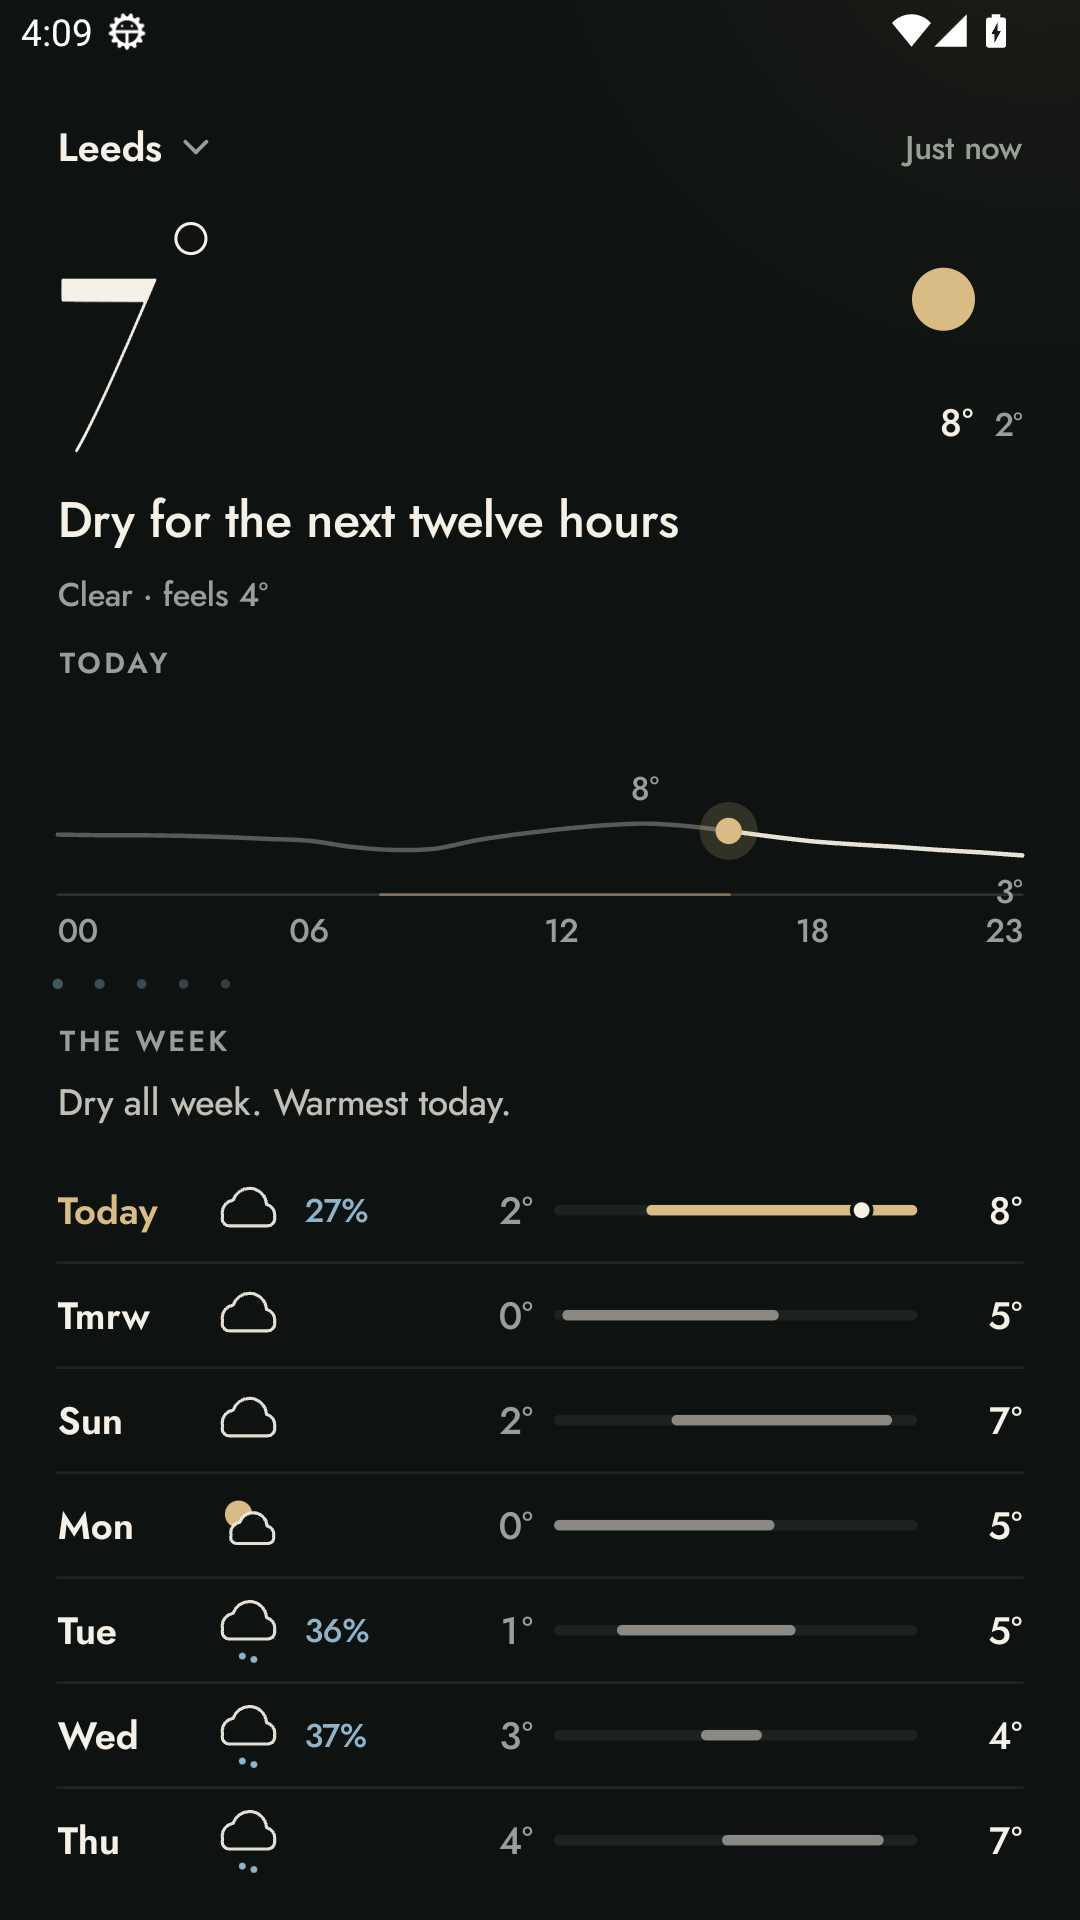 4:09
Leeds
Just now
7°
8° 2°
Dry for the next twelve hours
Clear · feels 4°
TODAY
8°
3°
00 06 12 18 23
THE WEEK
Dry all week. Warmest today.
Today 27% 2° 8°
Tmrw 0° 5°
Sun 2° 7°
Mon 0° 5°
Tue 36% 1° 5°
Wed 37% 3° 4°
Thu 4° 7°